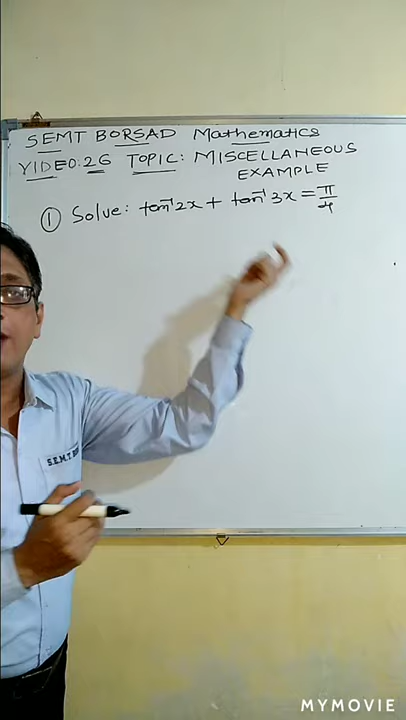 SEMT BORSAD Mathematics
VIDEO:26 TOPIC: MISCELLANEOUS
EXAMPLE
① Solve: tan⁻¹2x + tan⁻¹3x = π/4
S.E.M.T.
MYMOVIE